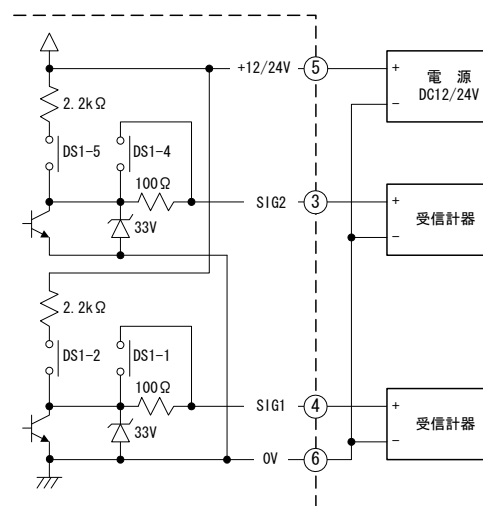 +12/24V
5
+
電 源
DC12/24V
−
2.2kΩ
DS1-5
DS1-4
100Ω
SIG2
3
+
受信計器
−
33V
2.2kΩ
DS1-2
DS1-1
100Ω
SIG1
4
+
受信計器
−
33V
0V
6